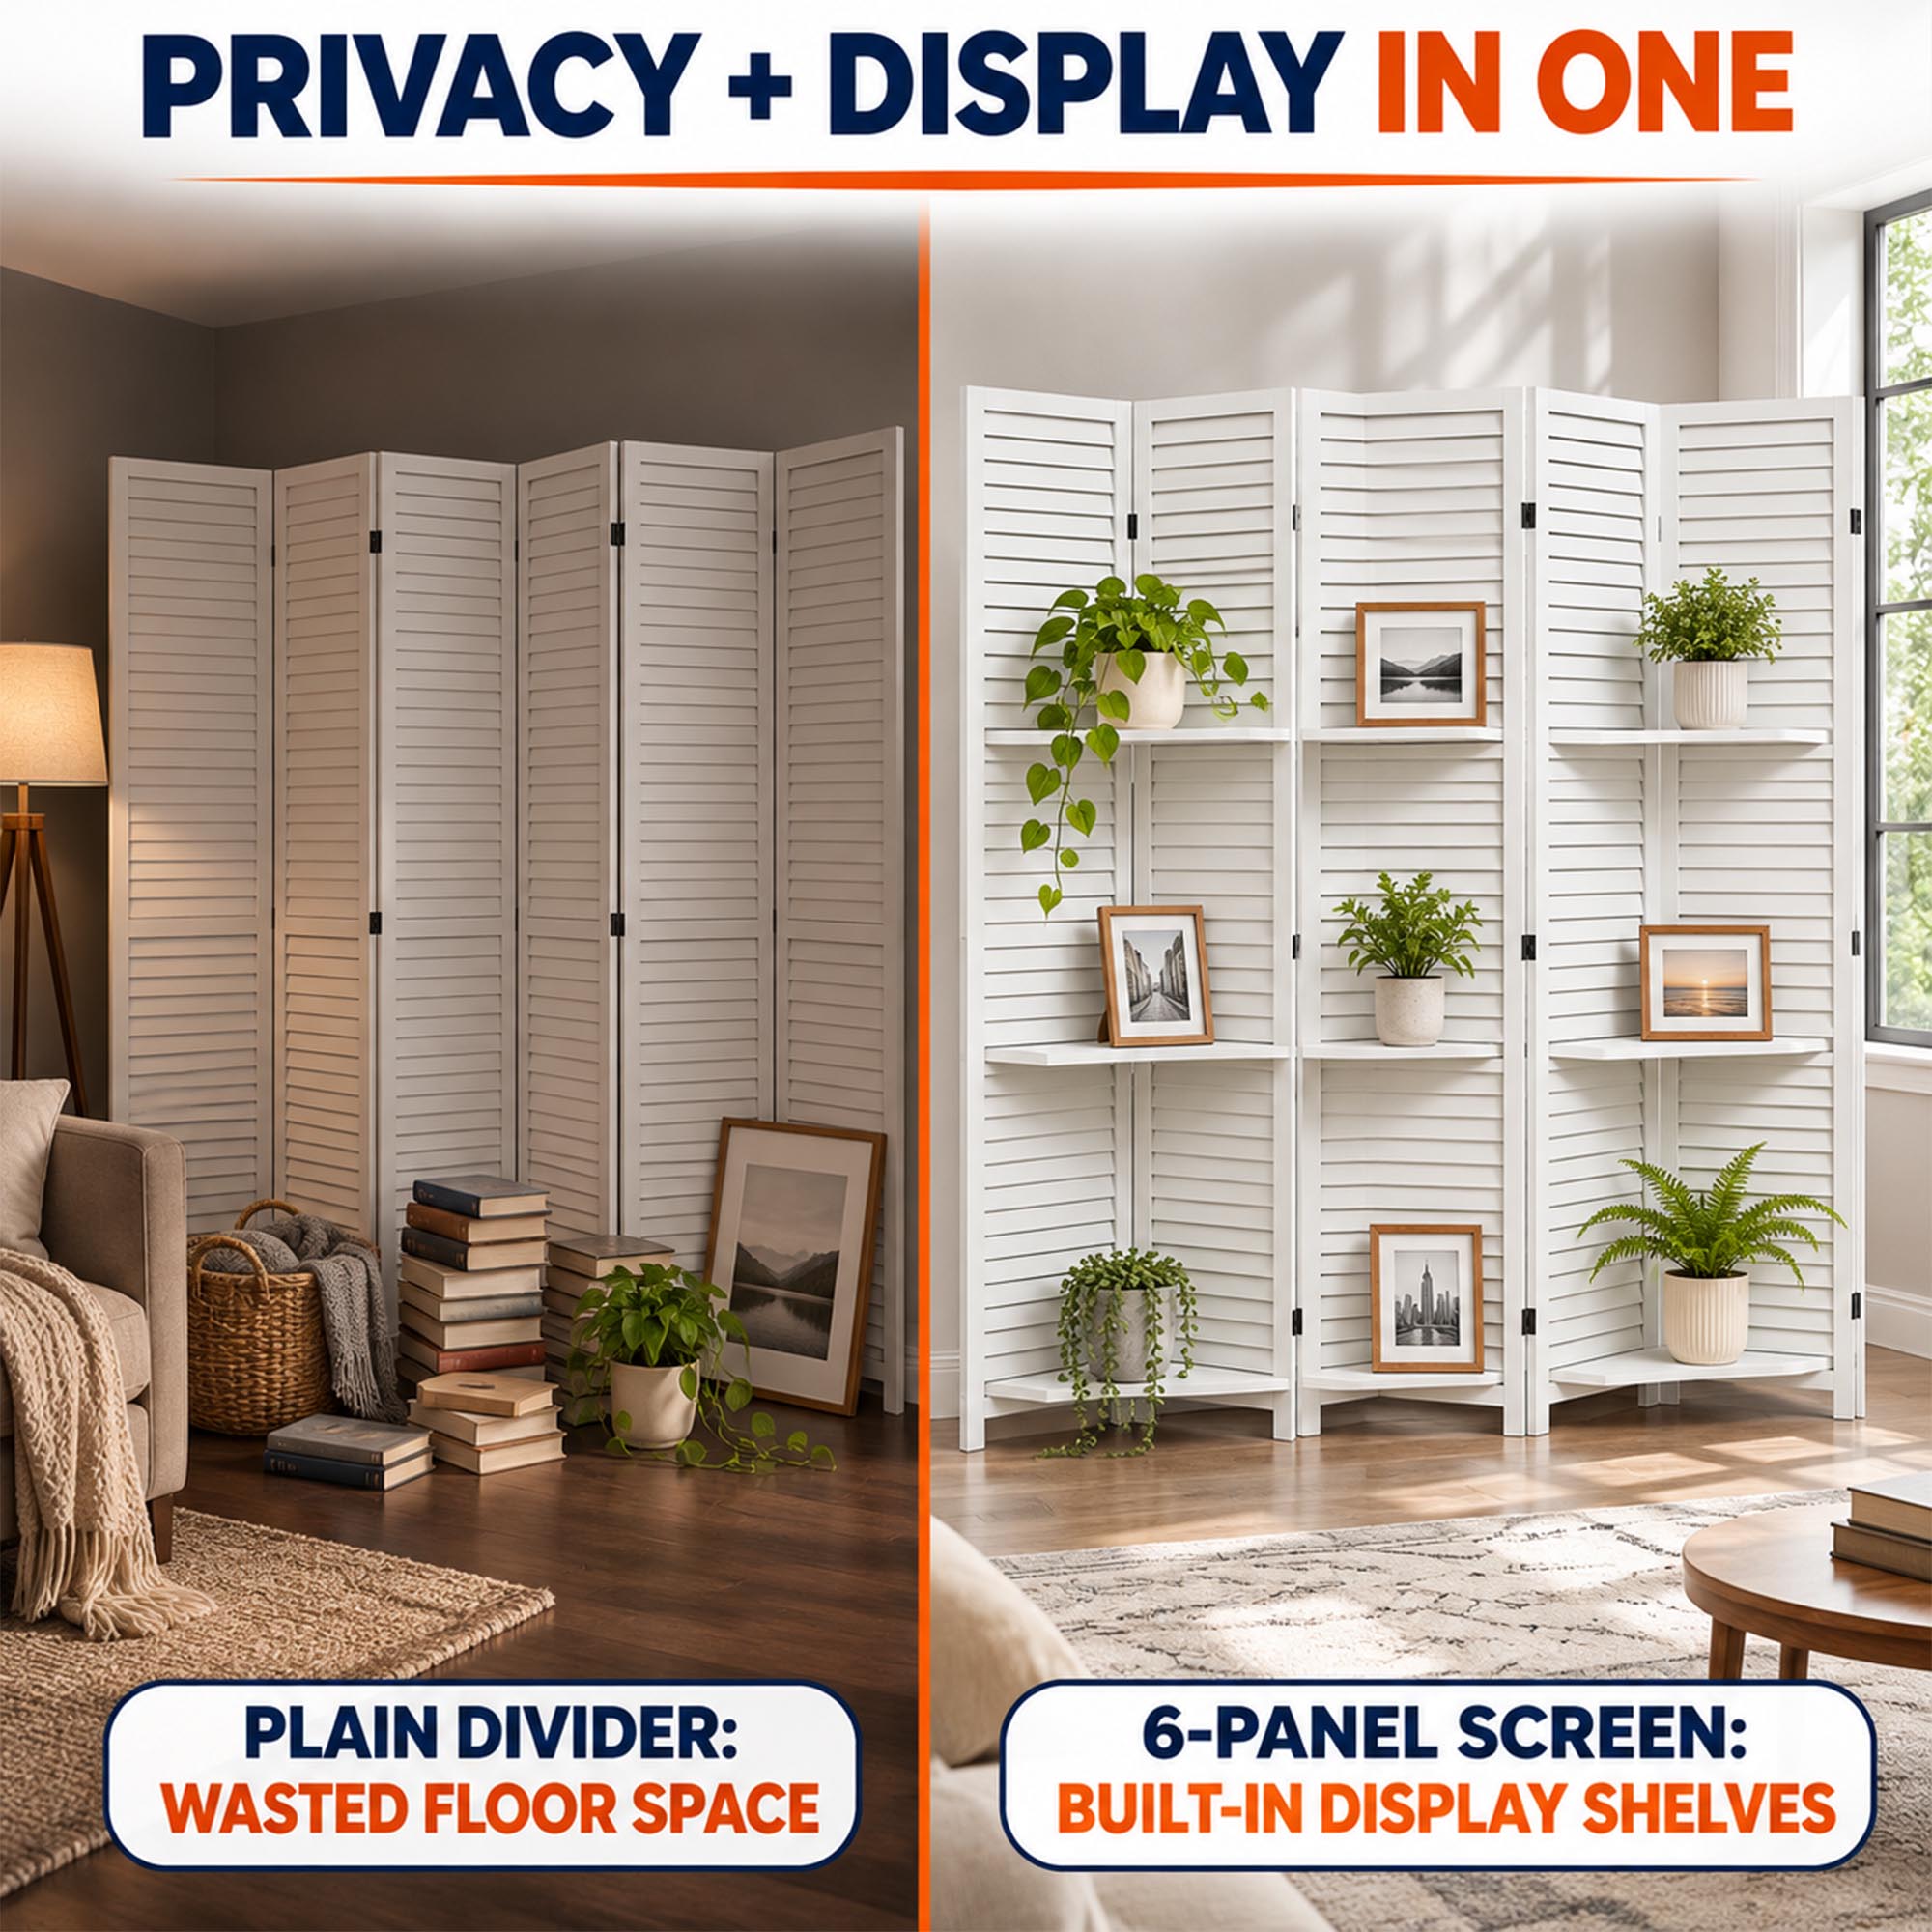 PRIVACY + DISPLAY IN ONE
PLAIN DIVIDER:
WASTED FLOOR SPACE
6-PANEL SCREEN:
BUILT-IN DISPLAY SHELVES